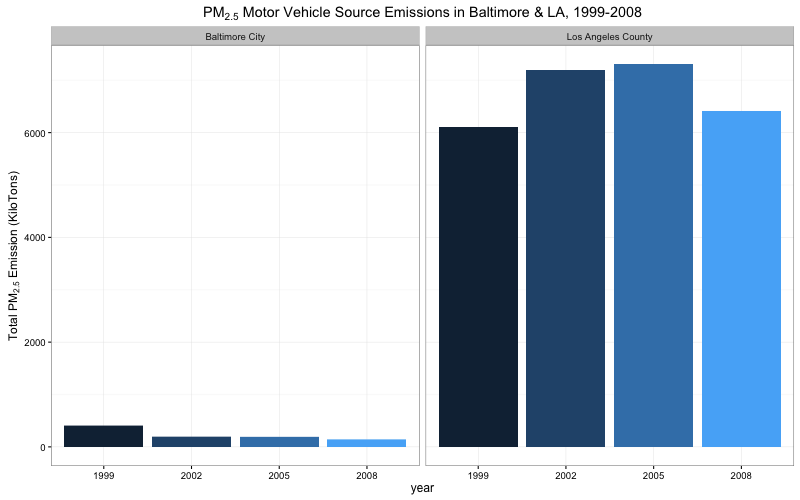 PM2.5 Motor Vehicle Source Emissions in Baltimore & LA, 1999-2008
Baltimore City
Los Angeles County
Total PM2.5 Emission (KiloTons)
6000
4000
2000
0
1999 2002 2005 2008
1999 2002 2005 2008
year